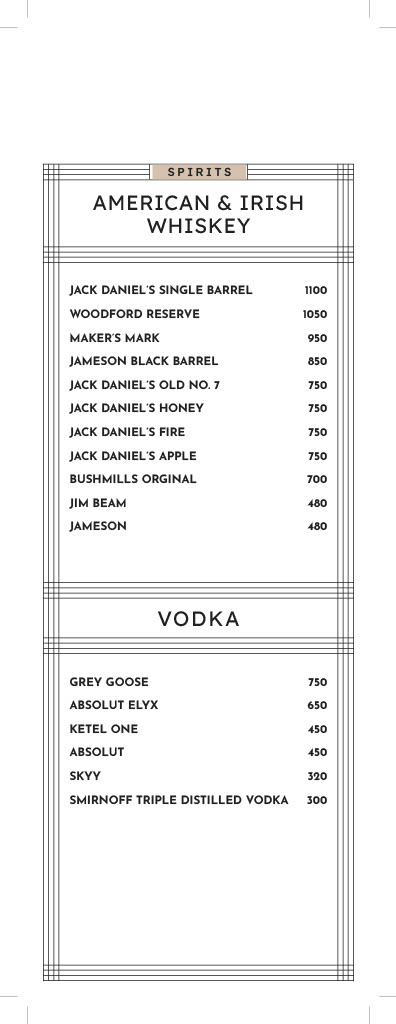 SPIRITS
AMERICAN & IRISH
WHISKEY
JACK DANIEL'S SINGLE BARREL 1100
WOODFORD RESERVE 1050
MAKER'S MARK 950
JAMESON BLACK BARREL 850
JACK DANIEL'S OLD NO. 7 750
JACK DANIEL'S HONEY 750
JACK DANIEL'S FIRE 750
JACK DANIEL'S APPLE 750
BUSHMILLS ORGINAL 700
JIM BEAM 480
JAMESON 480
VODKA
GREY GOOSE 750
ABSOLUT ELYX 650
KETEL ONE 450
ABSOLUT 450
SKYY 320
SMIRNOFF TRIPLE DISTILLED VODKA 300